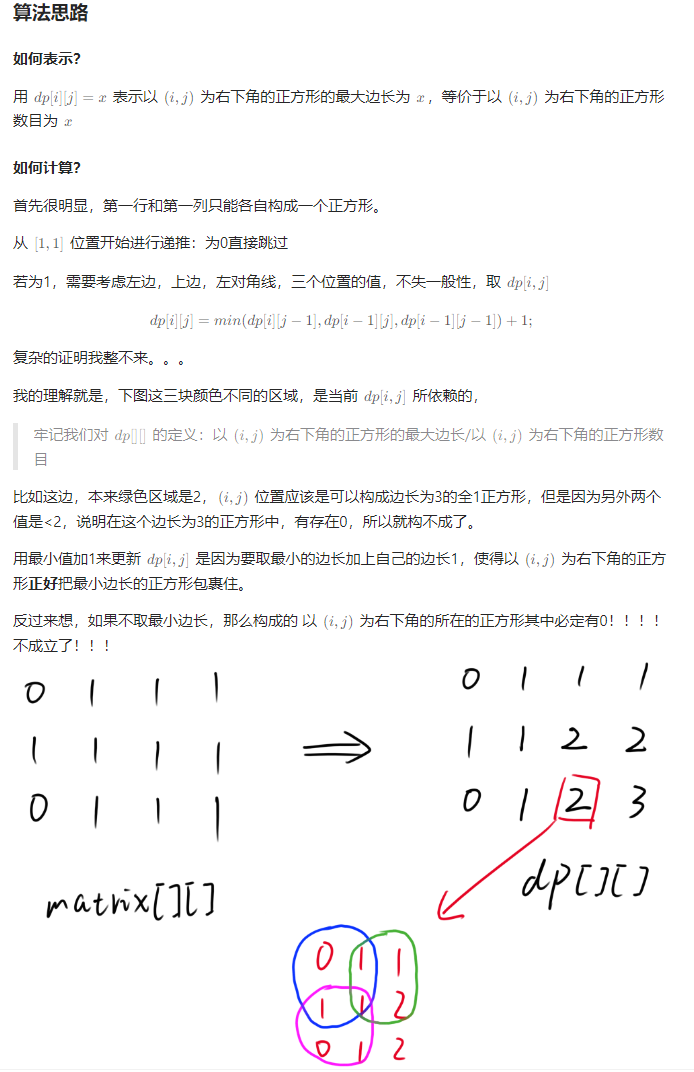 算法思路
如何表示?
用 dp[i][j] = x 表示以 (i, j) 为右下角的正方形的最大边长为 x，等价于以 (i, j) 为右下角的正方形
数目为 x
如何计算?
首先很明显，第一行和第一列只能各自构成一个正方形。
从 [1, 1] 位置开始进行递推：为0直接跳过
若为1，需要考虑左边，上边，左对角线，三个位置的值，不失一般性，取 dp[i, j]
dp[i][j] = min(dp[i][j − 1], dp[i − 1][j], dp[i − 1][j − 1]) + 1;
复杂的证明我整不来。。。
我的理解就是，下图这三块颜色不同的区域，是当前 dp[i, j] 所依赖的，
牢记我们对 dp[][] 的定义：以 (i, j) 为右下角的正方形的最大边长/以 (i, j) 为右下角的正方形数
目
比如这边，本来绿色区域是2，(i, j) 位置应该是可以构成边长为3的全1正方形，但是因为另外两个
值是<2，说明在这个边长为3的正方形中，有存在0，所以就构不成了。
用最小值加1来更新 dp[i, j] 是因为要取最小的边长加上自己的边长1，使得以 (i, j) 为右下角的正方
形正好把最小边长的正方形包裹住。
反过来想，如果不取最小边长，那么构成的 以 (i, j) 为右下角的所在的正方形其中必定有0！！！！
不成立了！！！
0 1 1 1
1 1 1 1
0 1 1 1
matrix[][]
⇒
0 1 1 1
1 1 2 2
0 1 2 3
dp[][]
0 1 1
1 1 2
0 1 2